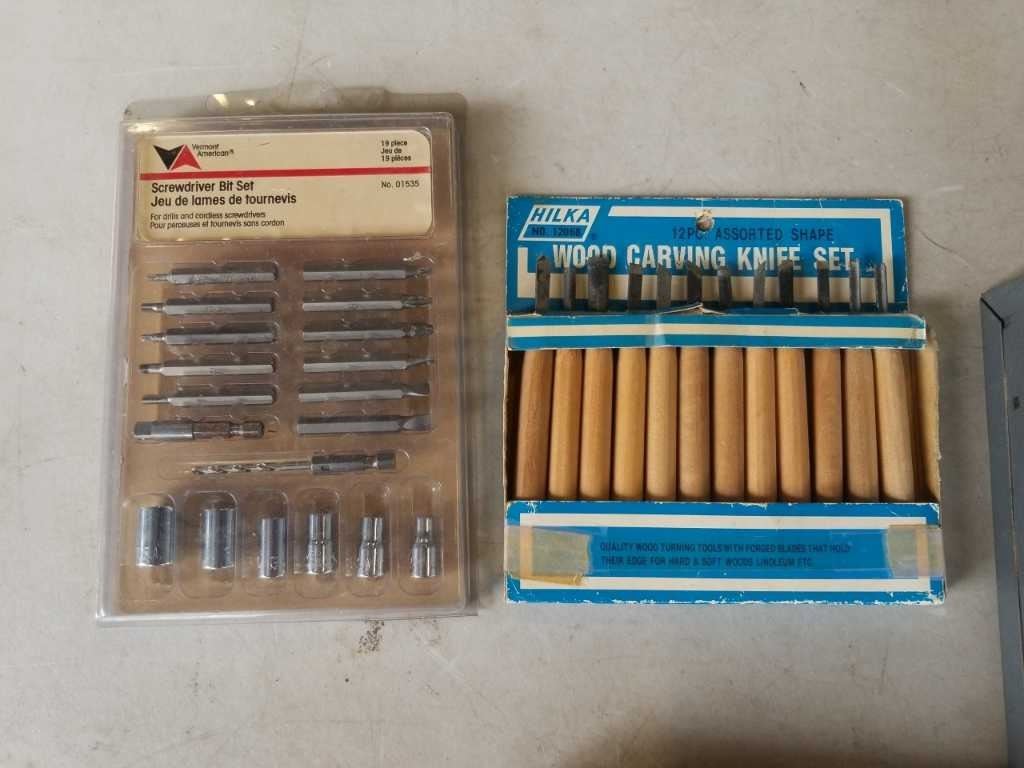 Vermont
American®
19 piece
Jeu de
19 pièces
Screwdriver Bit Set
Jeu de lames de tournevis
No. 01535
For drills and cordless screwdrivers
Pour perceuses et tournevis sans cordon
HILKA
NO. 12068
12PC. ASSORTED SHAPE
WOOD CARVING KNIFE SET
QUALITY WOOD TURNING TOOLS WITH FORGED BLADES THAT HOLD
THEIR EDGE FOR HARD & SOFT WOODS LINOLEUM ETC.